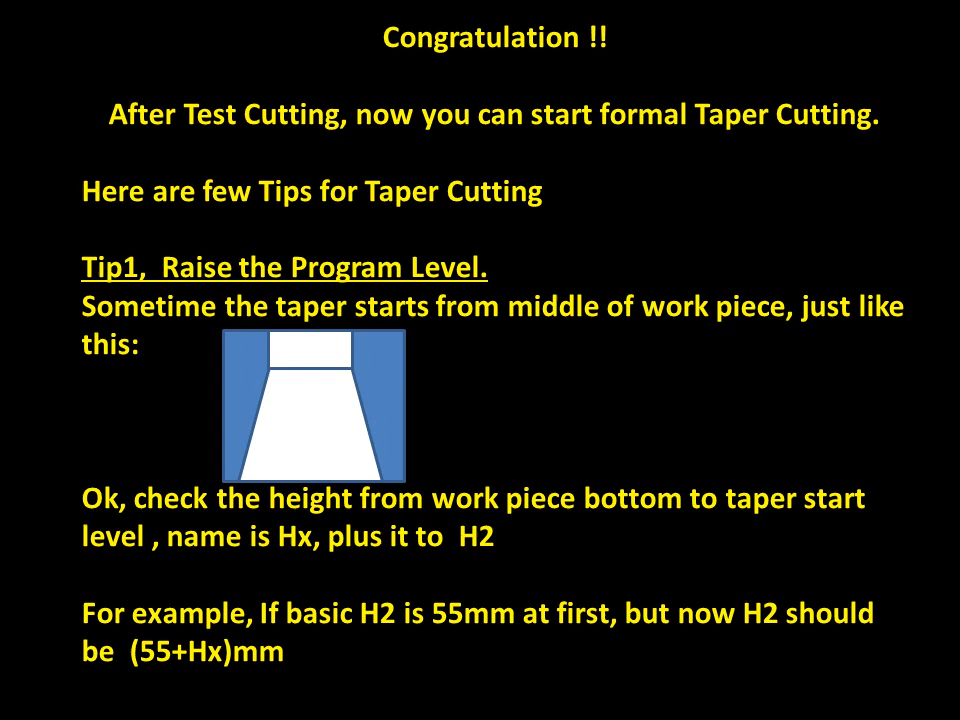 Congratulation !!
After Test Cutting, now you can start formal Taper Cutting.
Here are few Tips for Taper Cutting
Tip1,  Raise the Program Level.
Sometime the taper starts from middle of work piece, just like
this:
Ok, check the height from work piece bottom to taper start
level , name is Hx, plus it to  H2
For example, If basic H2 is 55mm at first, but now H2 should
be  (55+Hx)mm